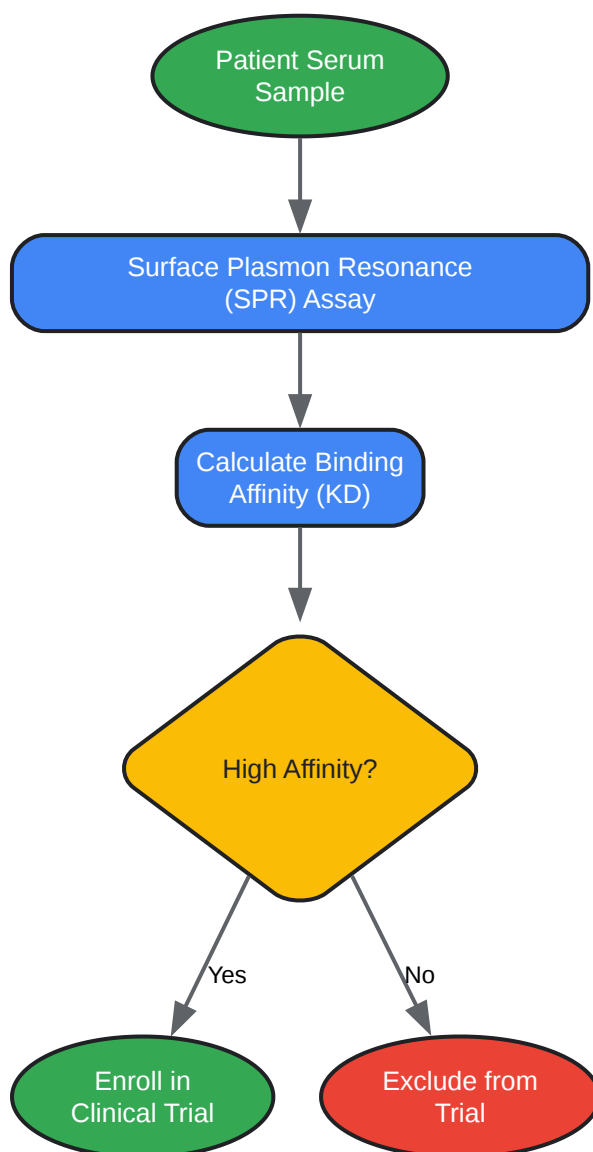 Patient Serum
Sample
Surface Plasmon Resonance
(SPR) Assay
Calculate Binding
Affinity (KD)
High Affinity?
Yes
No
Enroll in
Clinical Trial
Exclude from
Trial